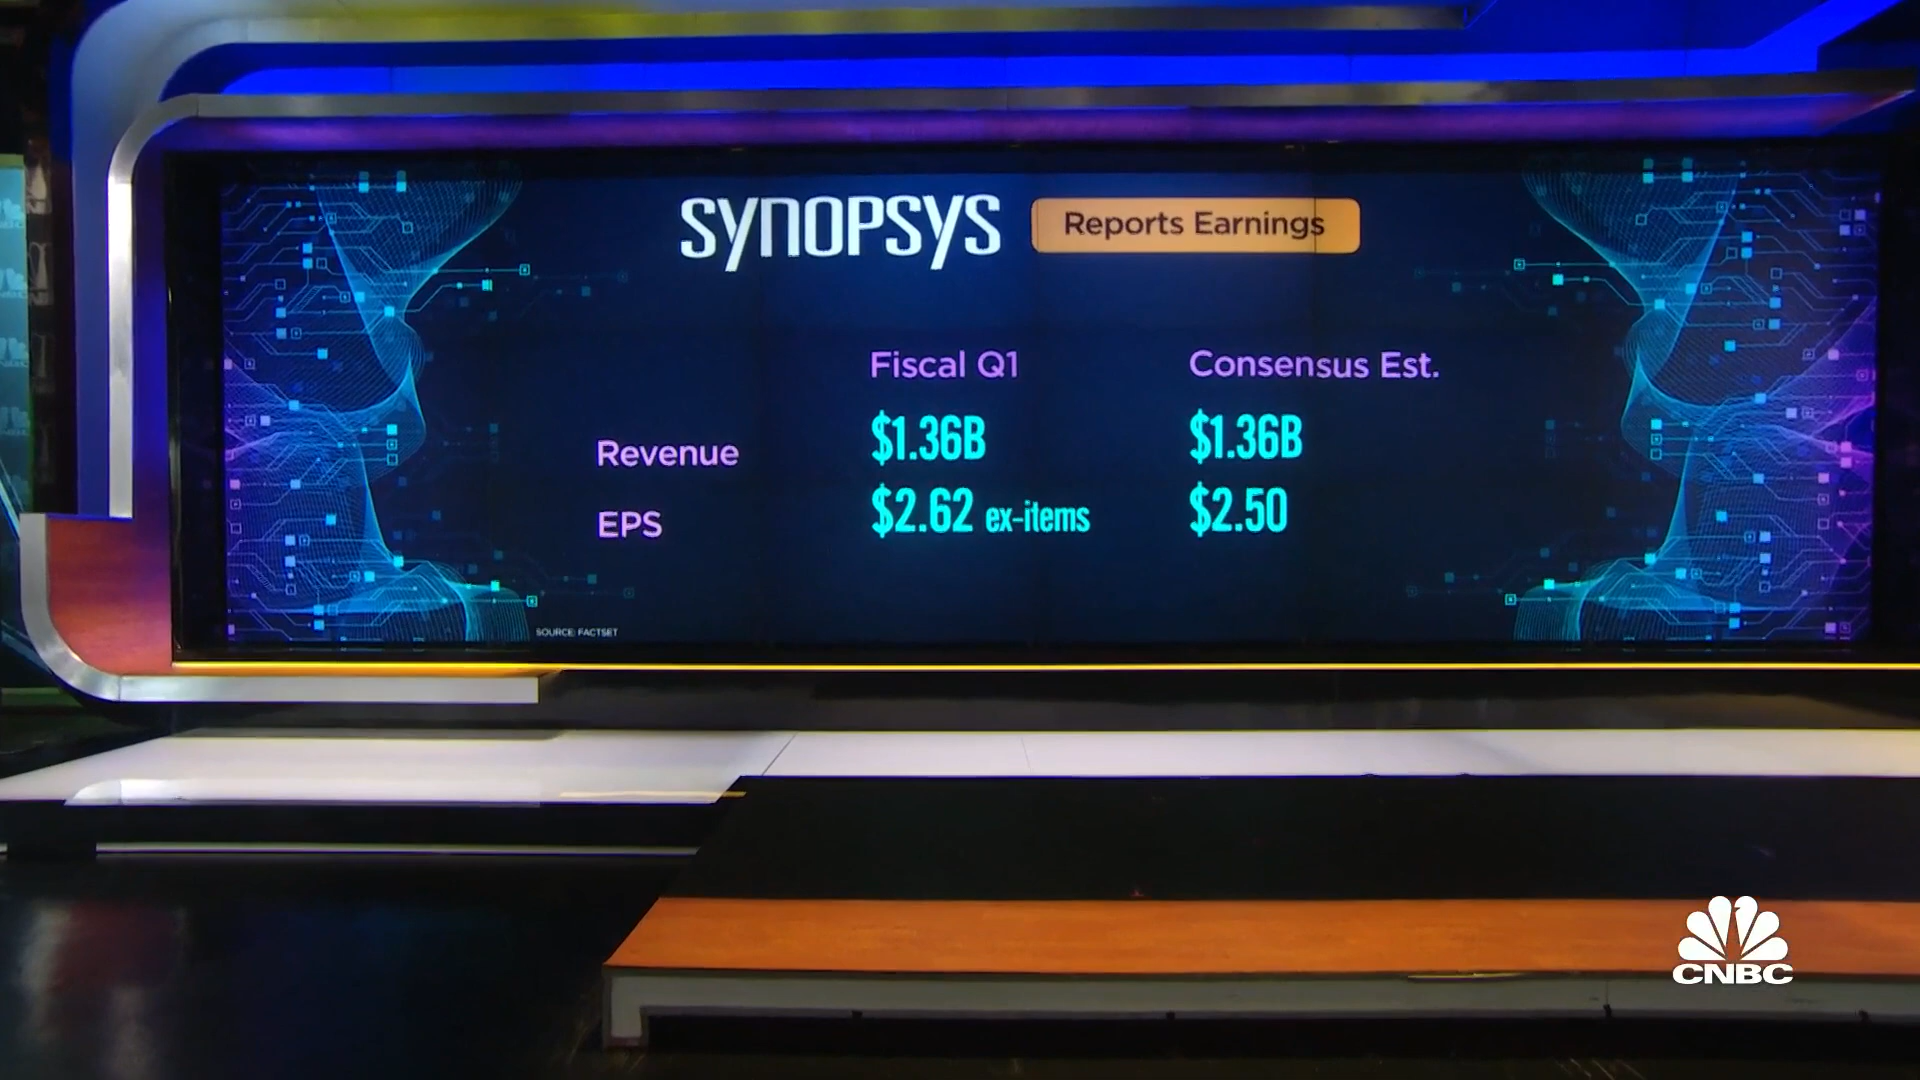 SYNOPSYS Reports Earnings
Fiscal Q1 Consensus Est.
Revenue $1.36B $1.36B
EPS $2.62 ex-items $2.50
SOURCE: FACTSET
CNBC